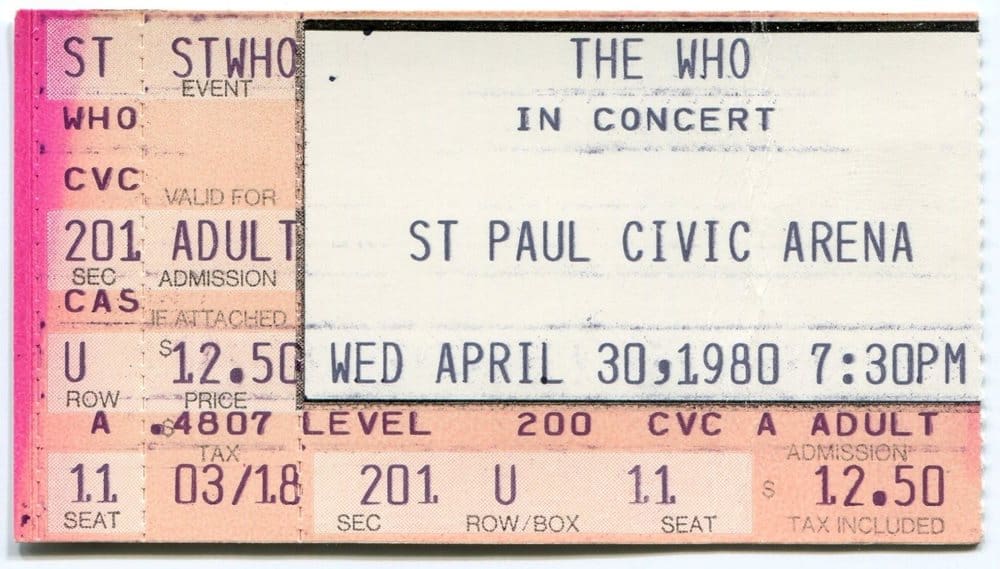 ST STWHO
EVENT
WHO
CVC
VALID FOR
201 ADULT
SEC ADMISSION
CAS
IF ATTACHED
U $12.50
ROW PRICE
A $.4807
TAX
11 03/18
SEAT
THE WHO
IN CONCERT
ST PAUL CIVIC ARENA
WED APRIL 30,1980 7:30PM
LEVEL 200 CVC A ADULT
ADMISSION
201 U 11 $ 12.50
SEC ROW/BOX SEAT TAX INCLUDED